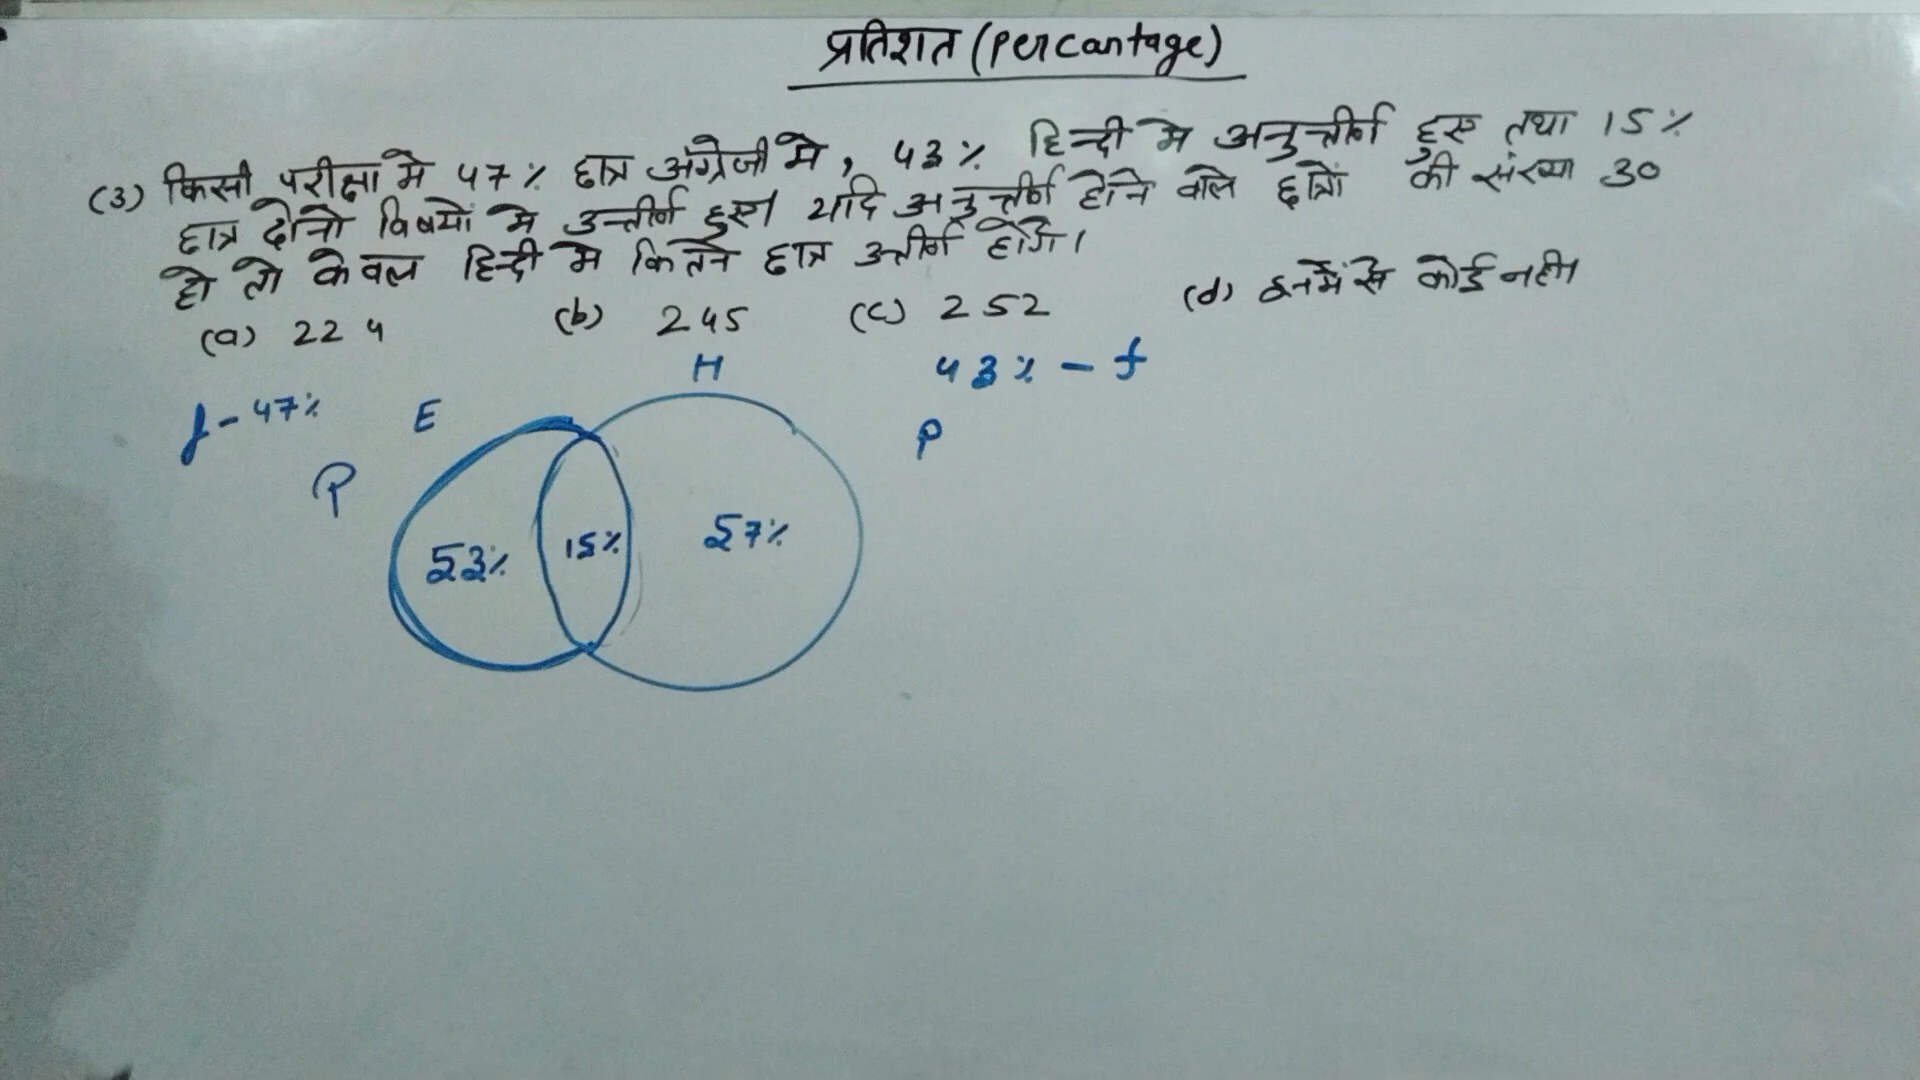 प्रतिशत (Percantage)
(3) किसी परीक्षा मे 47% छात्र अंग्रेजी मे, 43% हिन्दी मे अनुत्तीर्ण हुए तथा 15%
छात्र दोनो विषयों मे उत्तीर्ण हुए। यदि अनुत्तीर्ण होने वाले छात्रों की संख्या 30
हो तो केवल हिन्दी मे कितने छात्र उत्तीर्ण होंगे।
(a) 224 (b) 245 (c) 252 (d) इनमें से कोई नही।
f - 47% E H 43% - f
P P
53% 15% 57%